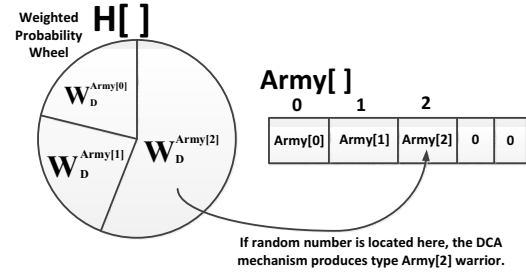 Weighted
Probability
Wheel
H[ ]
W_D^Army[0]
W_D^Army[1]
W_D^Army[2]
Army[ ]
0 1 2
Army[0] Army[1] Army[2] 0 0
If random number is located here, the DCA
mechanism produces type Army[2] warrior.